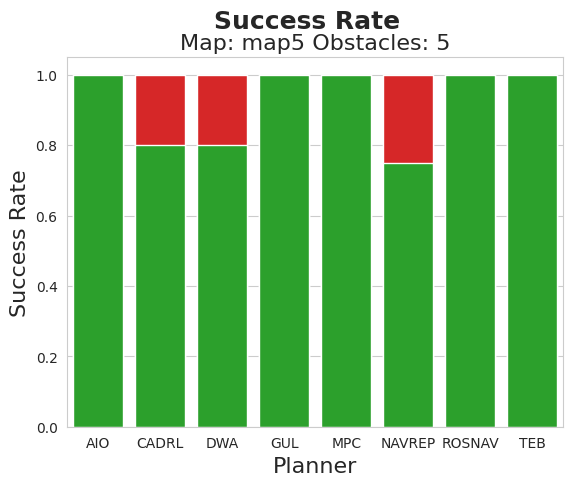 Success Rate
Map: map5 Obstacles: 5
Success Rate
1.0
0.8
0.6
0.4
0.2
0.0
AIO CADRL DWA GUL MPC NAVREP ROSNAV TEB
Planner